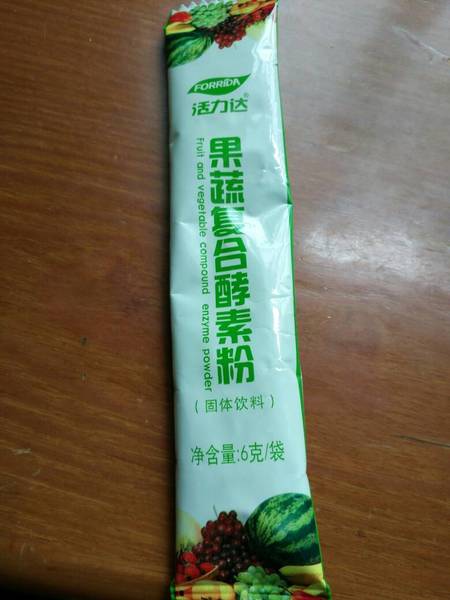 FORRIDA
活力达®
果蔬复合酵素粉
Fruit and vegetable compound enzyme powder
(固体饮料)
净含量:6克/袋